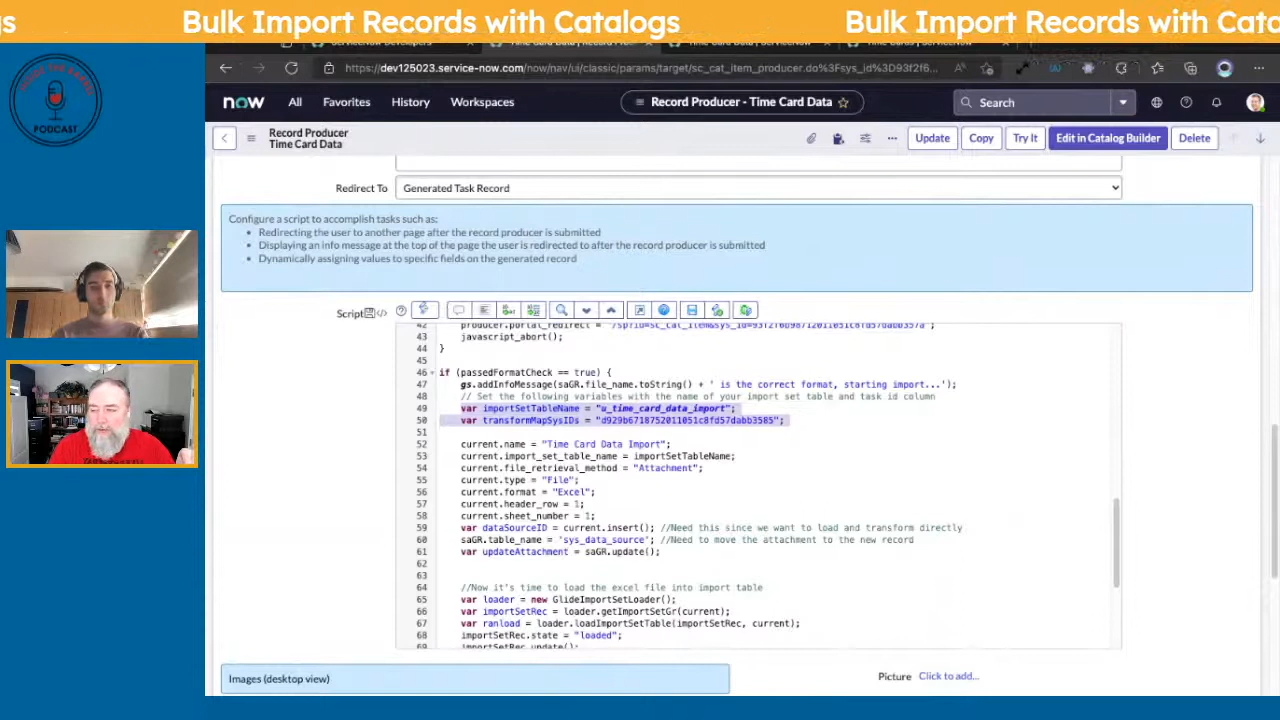 gs
Bulk Import Records with Catalogs
Bulk Import Records with Cata
PODCAST
https://dev125023.service-now.com/now/nav/ui/classic/params/target/sc_cat_item_producer.do%3Fsys_id%3D93f2f6...
now
All
Favorites
History
Workspaces
Record Producer - Time Card Data
Search
Record Producer
Time Card Data
Update
Copy
Try It
Edit in Catalog Builder
Delete
Redirect To
Generated Task Record
Configure a script to accomplish tasks such as:
Redirecting the user to another page after the record producer is submitted
Displaying an info message at the top of the page the user is redirected to after the record producer is submitted
Dynamically assigning values to specific fields on the generated record
Script
42
43 javascript_abort();
44 }
45
46 if (passedFormatCheck == true) {
47 gs.addInfoMessage(saGR.file_name.toString() + ' is the correct format, starting import...');
48 // Set the following variables with the name of your import set table and task id column
49 var importSetTableName = "u_time_card_data_import";
50 var transformMapSysIDs = "d929b6718752011051c8fd57dabb3585";
51
52 current.name = "Time Card Data Import";
53 current.import_set_table_name = importSetTableName;
54 current.file_retrieval_method = "Attachment";
55 current.type = "File";
56 current.format = "Excel";
57 current.header_row = 1;
58 current.sheet_number = 1;
59 var dataSourceID = current.insert(); //Need this since we want to load and transform directly
60 saGR.table_name = 'sys_data_source'; //Need to move the attachment to the new record
61 var updateAttachment = saGR.update();
62
63
64 //Now it's time to load the excel file into import table
65 var loader = new GlideImportSetLoader();
66 var importSetRec = loader.getImportSetGr(current);
67 var ranload = loader.loadImportSetTable(importSetRec, current);
68 importSetRec.state = "loaded";
69 importSetRec.update();
Images (desktop view)
Picture
Click to add...